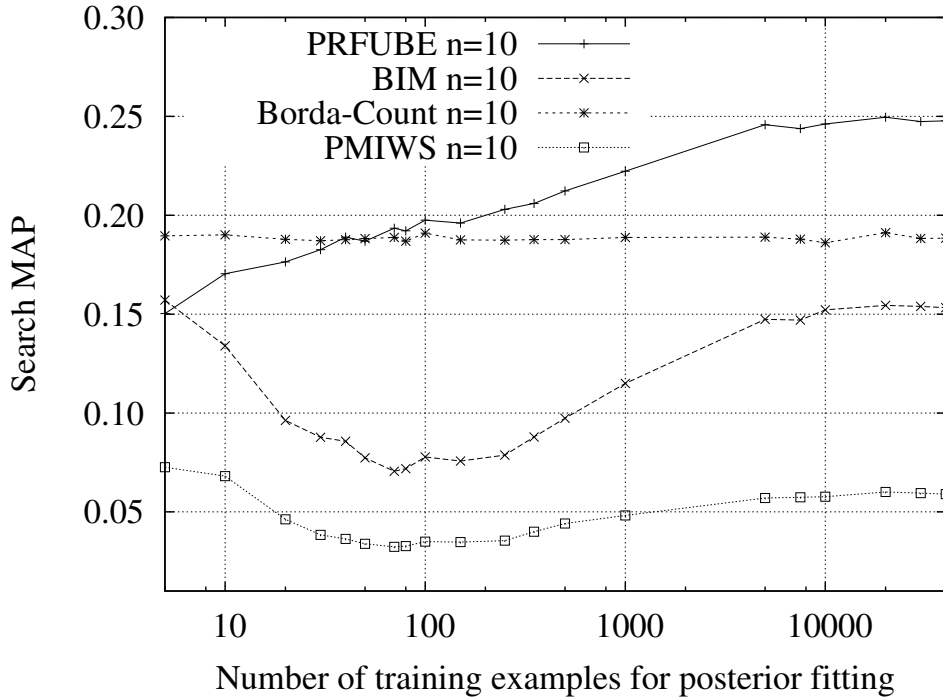 0.30
0.25
0.20
0.15
0.10
0.05
Search MAP
PRFUBE n=10
BIM n=10
Borda-Count n=10
PMIWS n=10
10 100 1000 10000
Number of training examples for posterior fitting